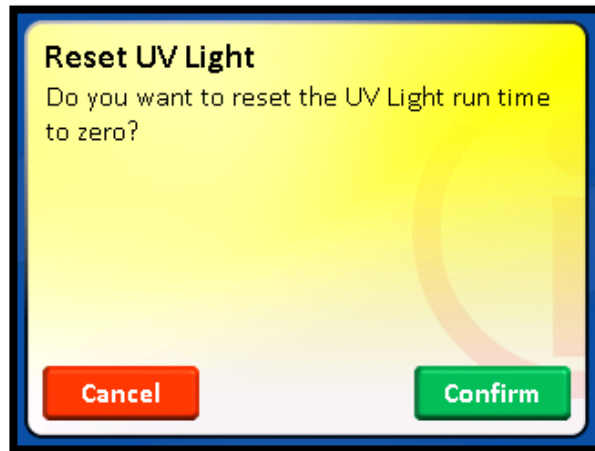 Reset UV Light
Do you want to reset the UV Light run time
to zero?
Cancel
Confirm